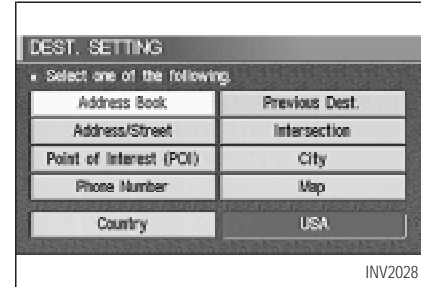 DEST. SETTING
• Select one of the following.
Address Book Previous Dest.
Address/Street Intersection
Point of Interest (POI) City
Phone Number Map
Country USA
INV2028